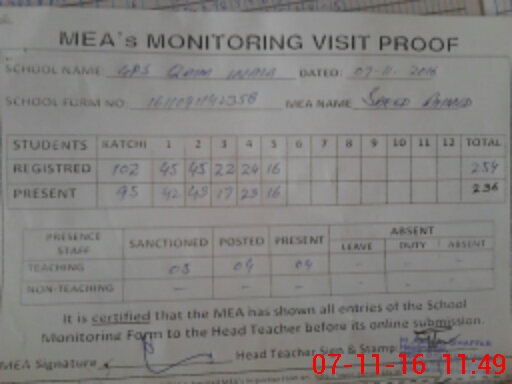 MEA's MONITORING VISIT PROOF
SCHOOL NAME: GPS QAIM DATED: 07-11-2016
SCHOOL FORM NO: 1611091142358 MEA NAME SAEED AHMAD
STUDENTS KATCHI 1 2 3 4 5 6 7 8 9 10 11 12 TOTAL
REGISTRED 102 45 45 22 24 16 254
PRESENT 95 42 43 17 23 16 236
PRESENCE STAFF SANCTIONED POSTED PRESENT ABSENT
LEAVE DUTY ABSENT
TEACHING 03 04 04 - - -
NON-TEACHING - - - - - -
It is certified that the MEA has shown all entries of the School
Monitoring Form to the Head Teacher before its online submission.
MEA Signature Head Teacher Sign & Stamp:
07-11-16 11:49